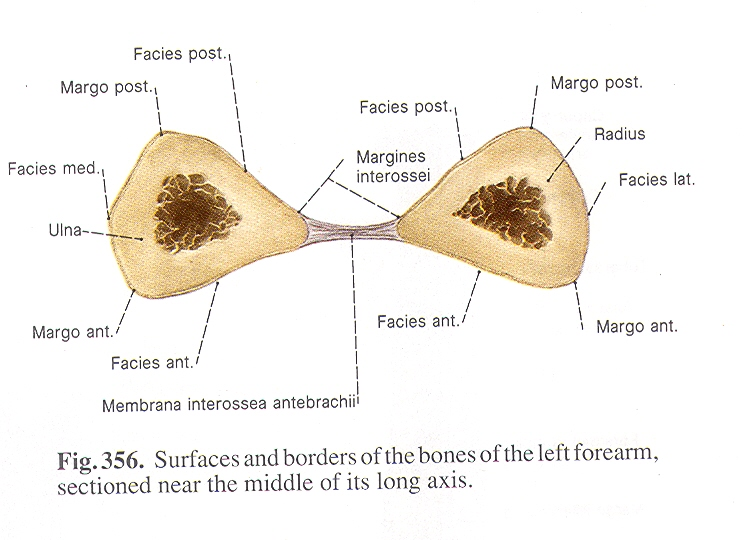 Facies post.
Margo post.
Margo post.
Facies post.
Radius
Margines
interossei
Facies med.
Facies lat.
Ulna
Facies ant.
Margo ant.
Margo ant.
Facies ant.
Membrana interossea antebrachii
Fig. 356. Surfaces and borders of the bones of the left forearm,
sectioned near the middle of its long axis.